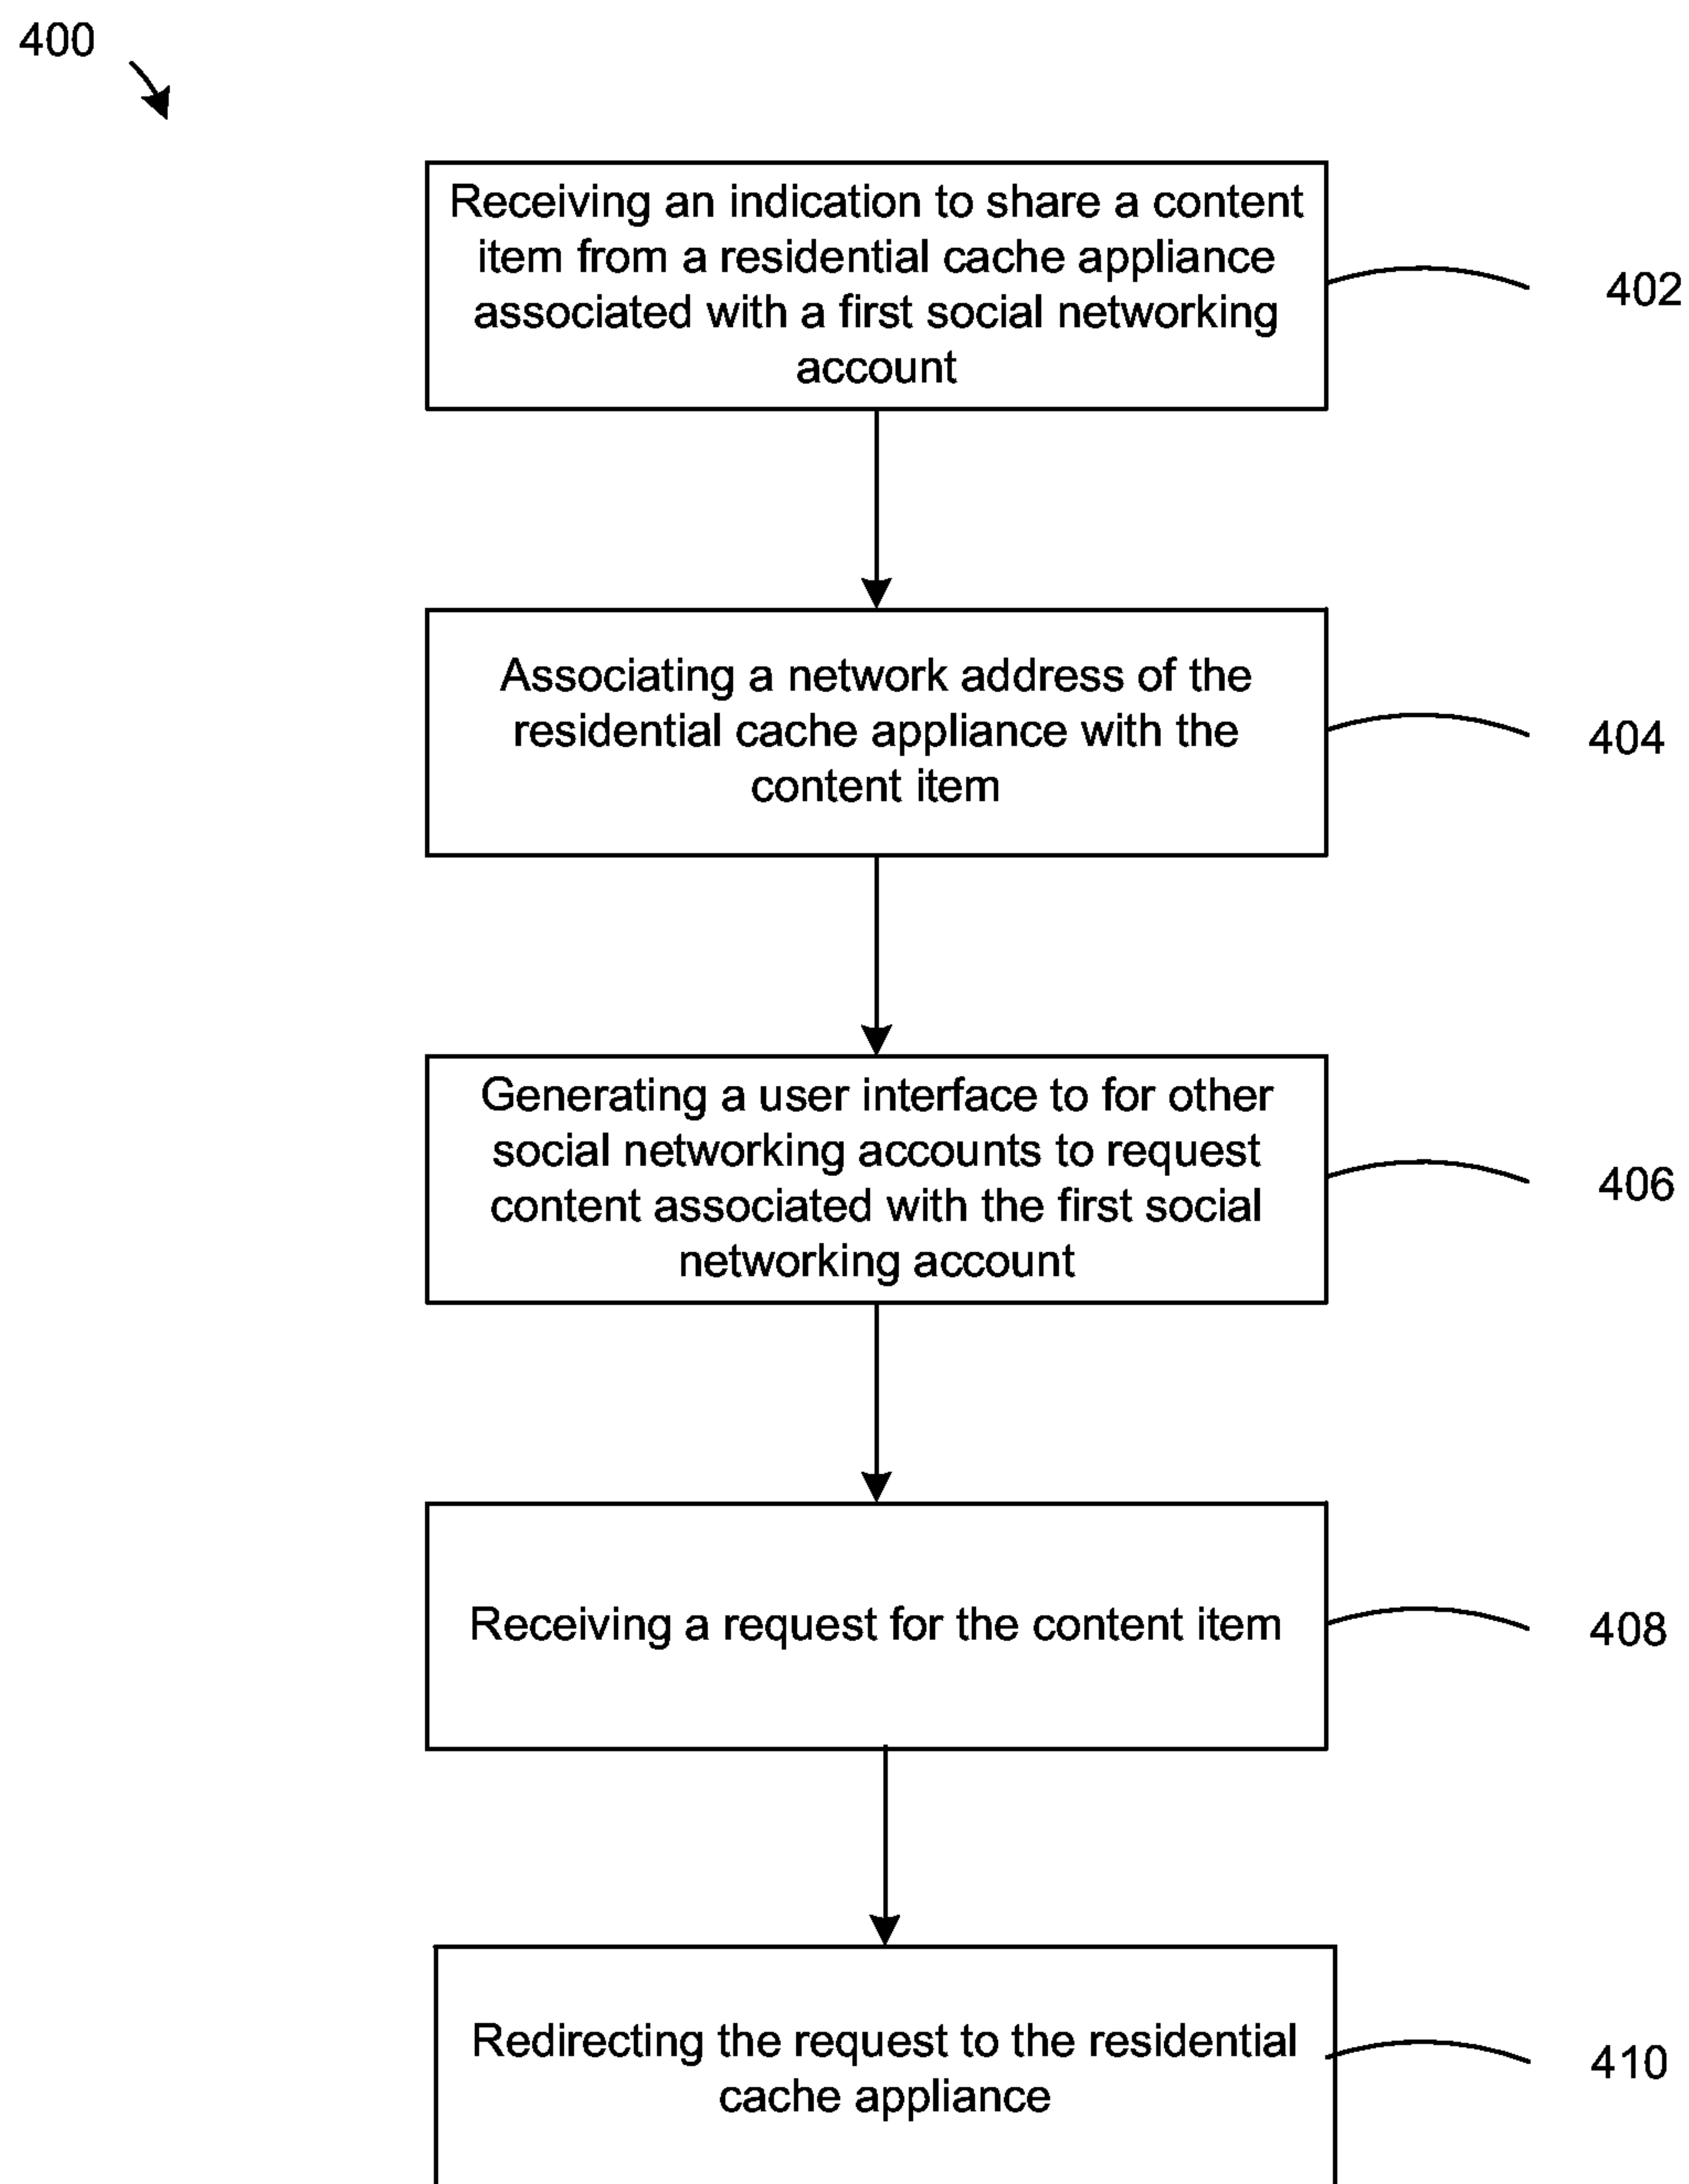 400
Receiving an indication to share a content
item from a residential cache appliance
associated with a first social networking
account
402
Associating a network address of the
residential cache appliance with the
content item
404
Generating a user interface to for other
social networking accounts to request
content associated with the first social
networking account
406
Receiving a request for the content item
408
Redirecting the request to the residential
cache appliance
410